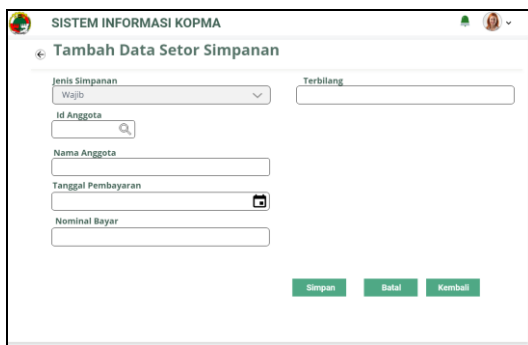 SISTEM INFORMASI KOPMA
Tambah Data Setor Simpanan
Jenis Simpanan
Wajib
Id Anggota
Nama Anggota
Tanggal Pembayaran
Nominal Bayar
Terbilang
Simpan Batal Kembali